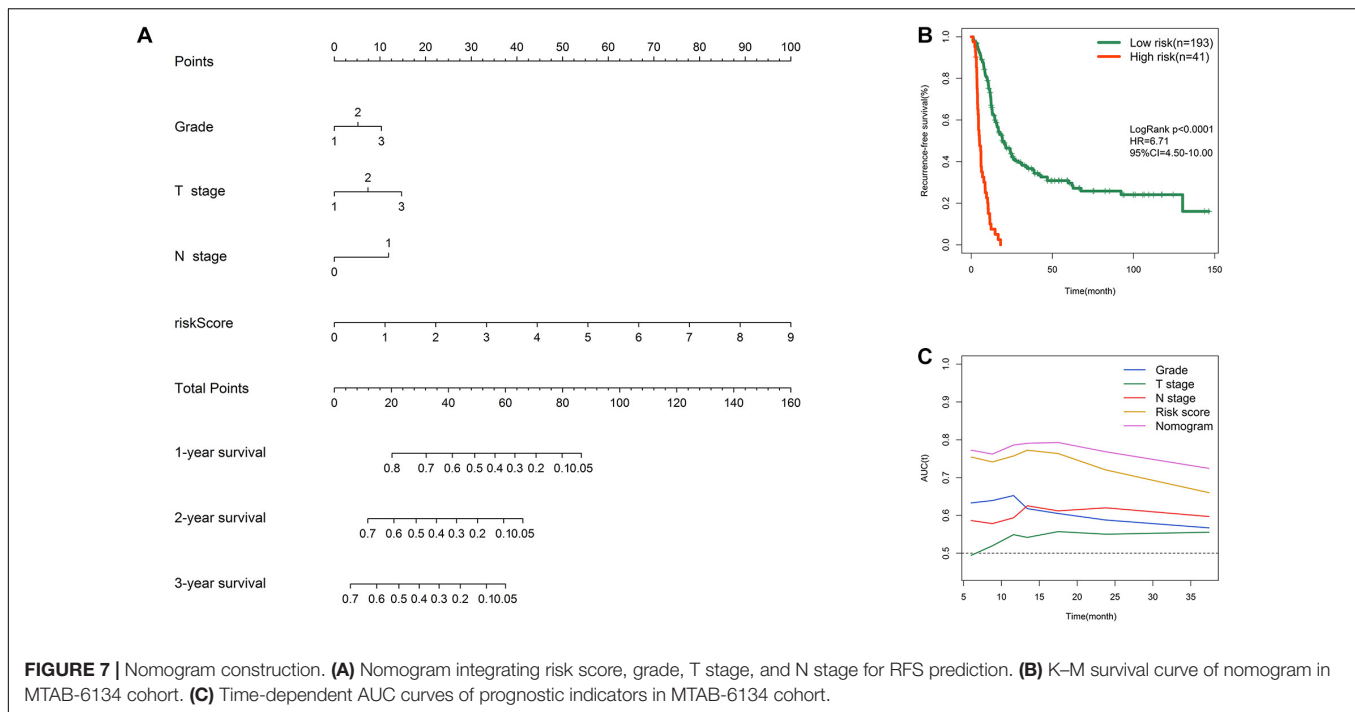 A
Points
0 10 20 30 40 50 60 70 80 90 100
Grade
2
1 3
T stage
2
1 3
N stage
1
0
riskScore
0 1 2 3 4 5 6 7 8 9
Total Points
0 20 40 60 80 100 120 140 160
1-year survival
0.8 0.7 0.6 0.5 0.4 0.3 0.2 0.10.05
2-year survival
0.7 0.6 0.5 0.4 0.3 0.2 0.10.05
3-year survival
0.7 0.6 0.5 0.4 0.3 0.2 0.10.05
B
Recurrence-free survival(%)
1.0
0.8
0.6
0.4
0.2
0.0
Low risk(n=193)
High risk(n=41)
LogRank p<0.0001
HR=6.71
95%CI=4.50-10.00
0 50 100 150
Time(month)
C
AUC(t)
1.0
0.9
0.8
0.7
0.6
0.5
Grade
T stage
N stage
Risk score
Nomogram
5 10 15 20 25 30 35
Time(month)
FIGURE 7 | Nomogram construction. (A) Nomogram integrating risk score, grade, T stage, and N stage for RFS prediction. (B) K–M survival curve of nomogram in
MTAB-6134 cohort. (C) Time-dependent AUC curves of prognostic indicators in MTAB-6134 cohort.